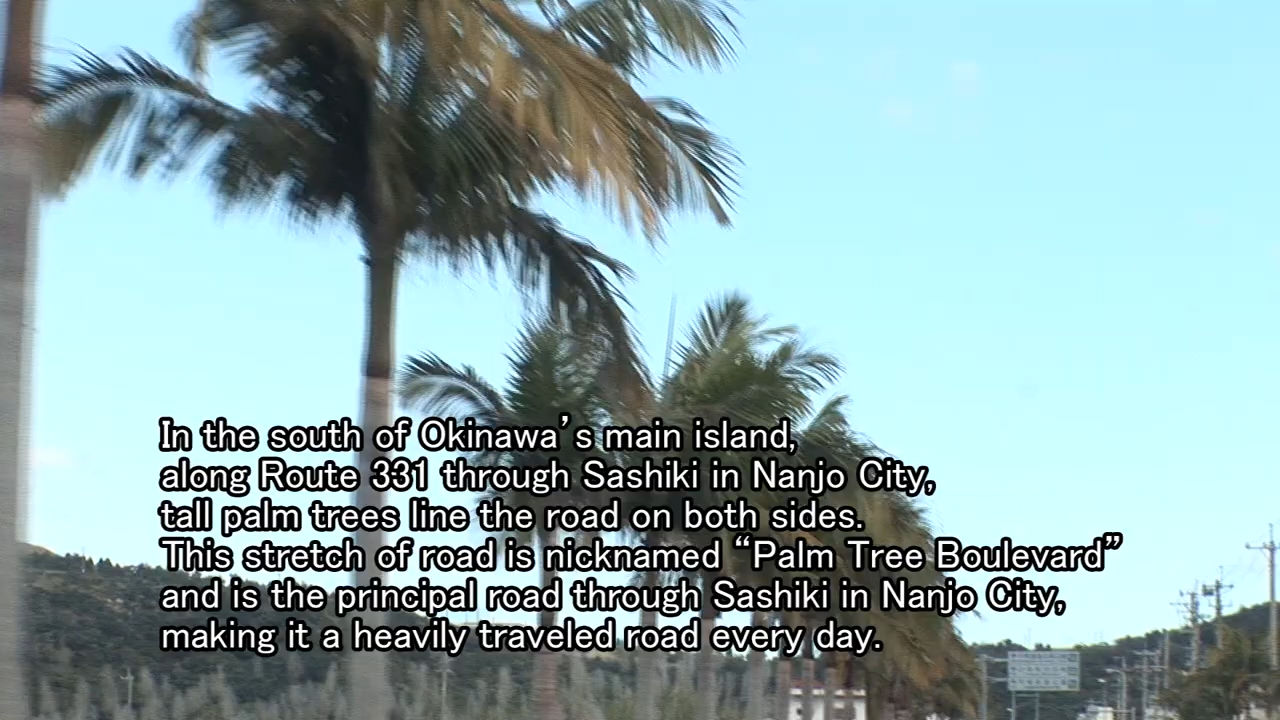 In the south of Okinawa’s main island,
along Route 331 through Sashiki in Nanjo City,
tall palm trees line the road on both sides.
This stretch of road is nicknamed “Palm Tree Boulevard”
and is the principal road through Sashiki in Nanjo City,
making it a heavily traveled road every day.